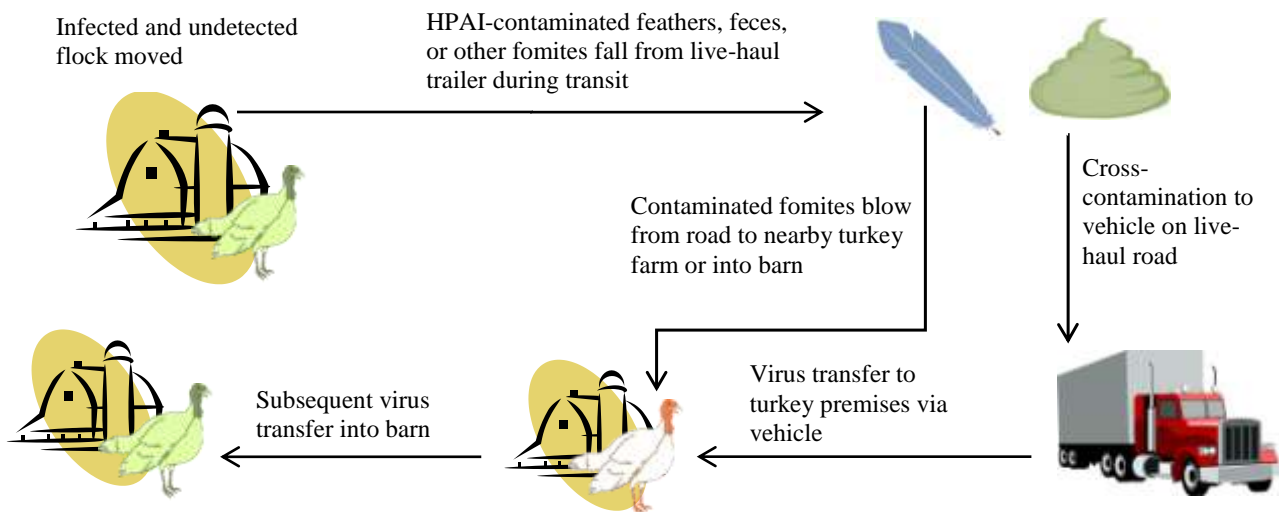 Infected and undetected
flock moved
HPAI-contaminated feathers, feces,
or other fomites fall from live-haul
trailer during transit
Cross-
contamination to
vehicle on live-
haul road
Contaminated fomites blow
from road to nearby turkey
farm or into barn
Virus transfer to
turkey premises via
vehicle
Subsequent virus
transfer into barn